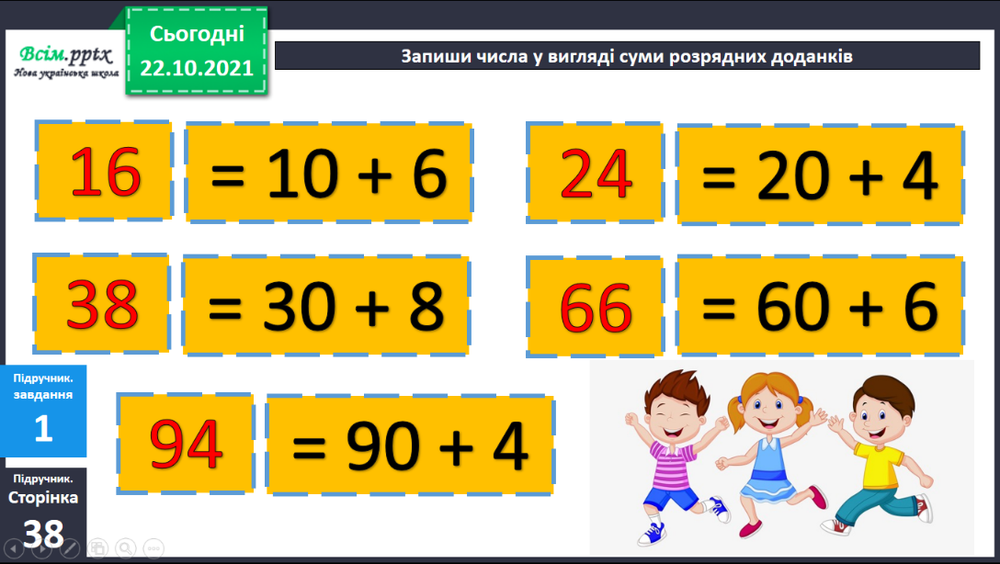 Всім.pptx
Нова українська школа
Сьогодні
22.10.2021
Запиши числа у вигляді суми розрядних доданків
16 = 10 + 6
24 = 20 + 4
38 = 30 + 8
66 = 60 + 6
94 = 90 + 4
Підручник.
завдання
1
Підручник.
Сторінка
38